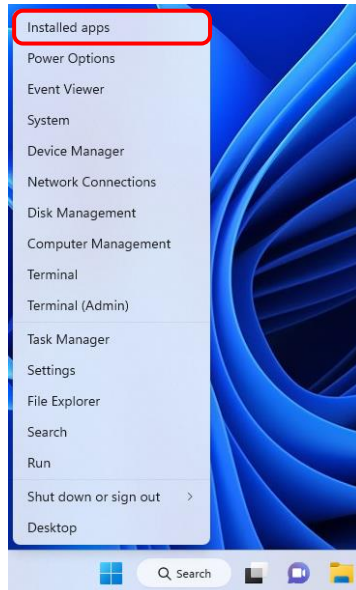 Installed apps
Power Options
Event Viewer
System
Device Manager
Network Connections
Disk Management
Computer Management
Terminal
Terminal (Admin)
Task Manager
Settings
File Explorer
Search
Run
Shut down or sign out
Desktop
Search